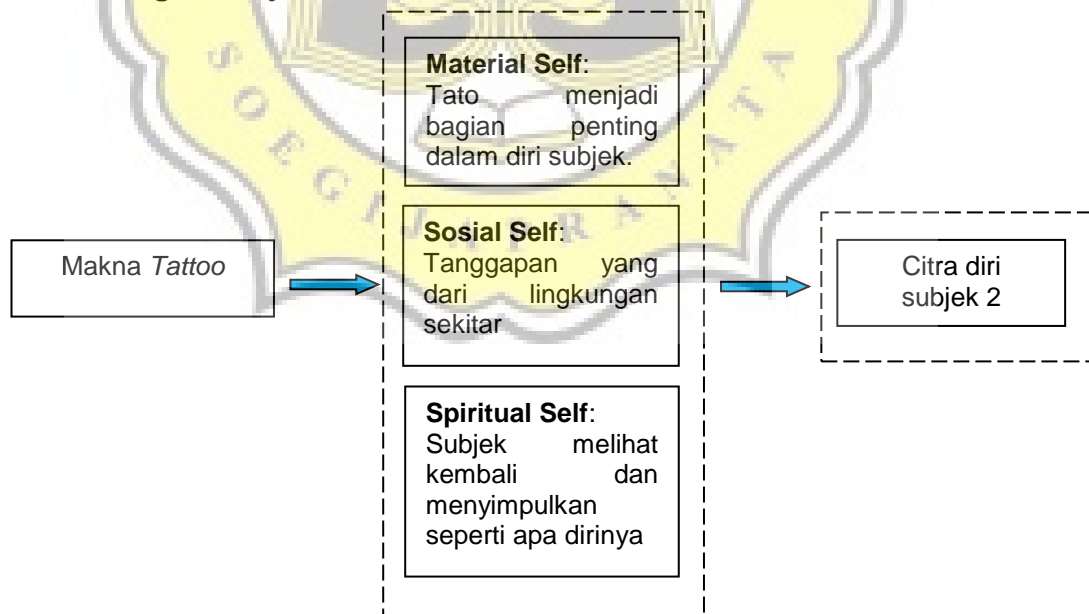 Material Self:
Tato menjadi
bagian penting
dalam diri subjek.
Sosial Self:
Tanggapan yang
dari lingkungan
sekitar
Makna Tattoo
Citra diri
subjek 2
Spiritual Self:
Subjek melihat
kembali dan
menyimpulkan
seperti apa dirinya
SOEGIJAPRANATA